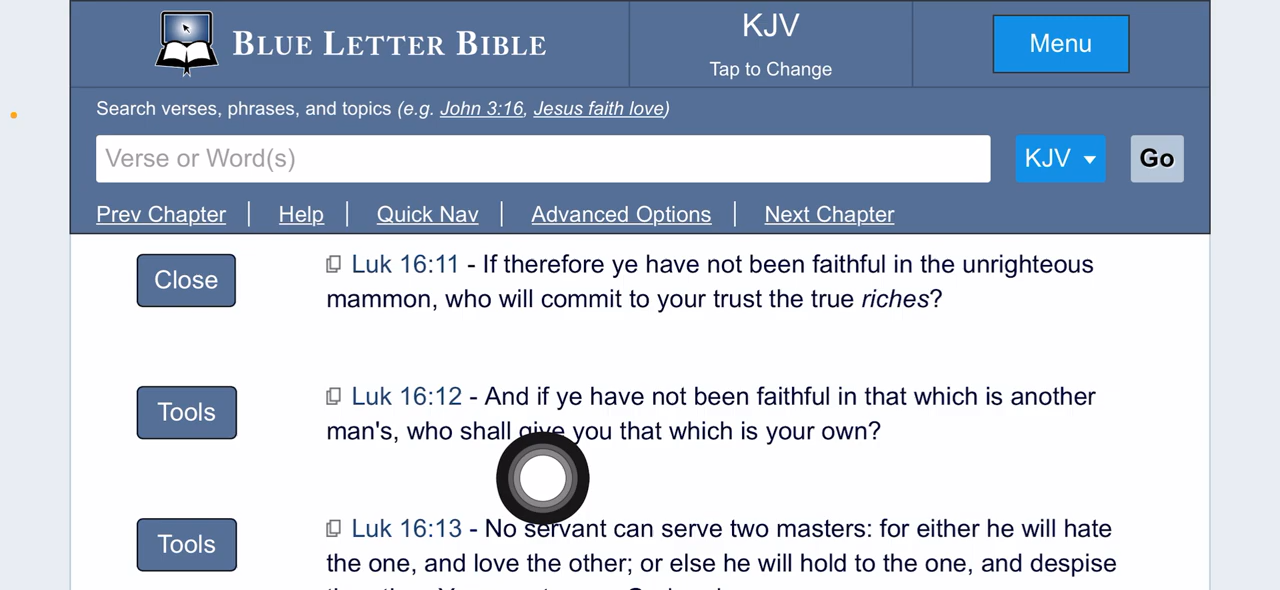 BLUE LETTER BIBLE
KJV
Tap to Change
Menu
Search verses, phrases, and topics (e.g. John 3:16, Jesus faith love)
Verse or Word(s)
KJV
Go
Prev Chapter | Help | Quick Nav | Advanced Options | Next Chapter
Close
Luk 16:11 - If therefore ye have not been faithful in the unrighteous
mammon, who will commit to your trust the true riches?
Tools
Luk 16:12 - And if ye have not been faithful in that which is another
man's, who shall give you that which is your own?
Tools
Luk 16:13 - No servant can serve two masters: for either he will hate
the one, and love the other; or else he will hold to the one, and despise